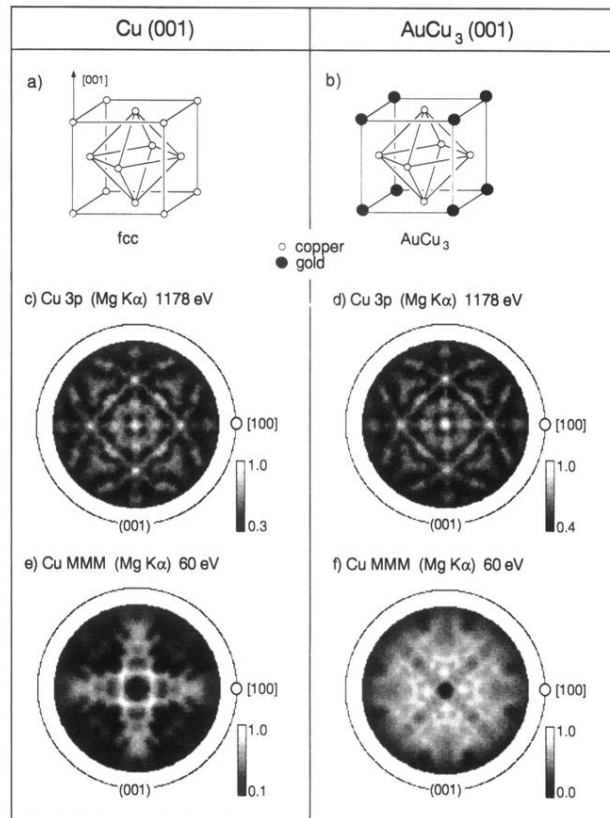 Cu (001)
AuCu₃ (001)
a)
[001]
fcc
b)
AuCu₃
copper
gold
c) Cu 3p (Mg Kα) 1178 eV
[100]
1.0
0.3
(001)
d) Cu 3p (Mg Kα) 1178 eV
[100]
1.0
0.4
(001)
e) Cu MMM (Mg Kα) 60 eV
[100]
1.0
0.1
(001)
f) Cu MMM (Mg Kα) 60 eV
[100]
1.0
0.0
(001)